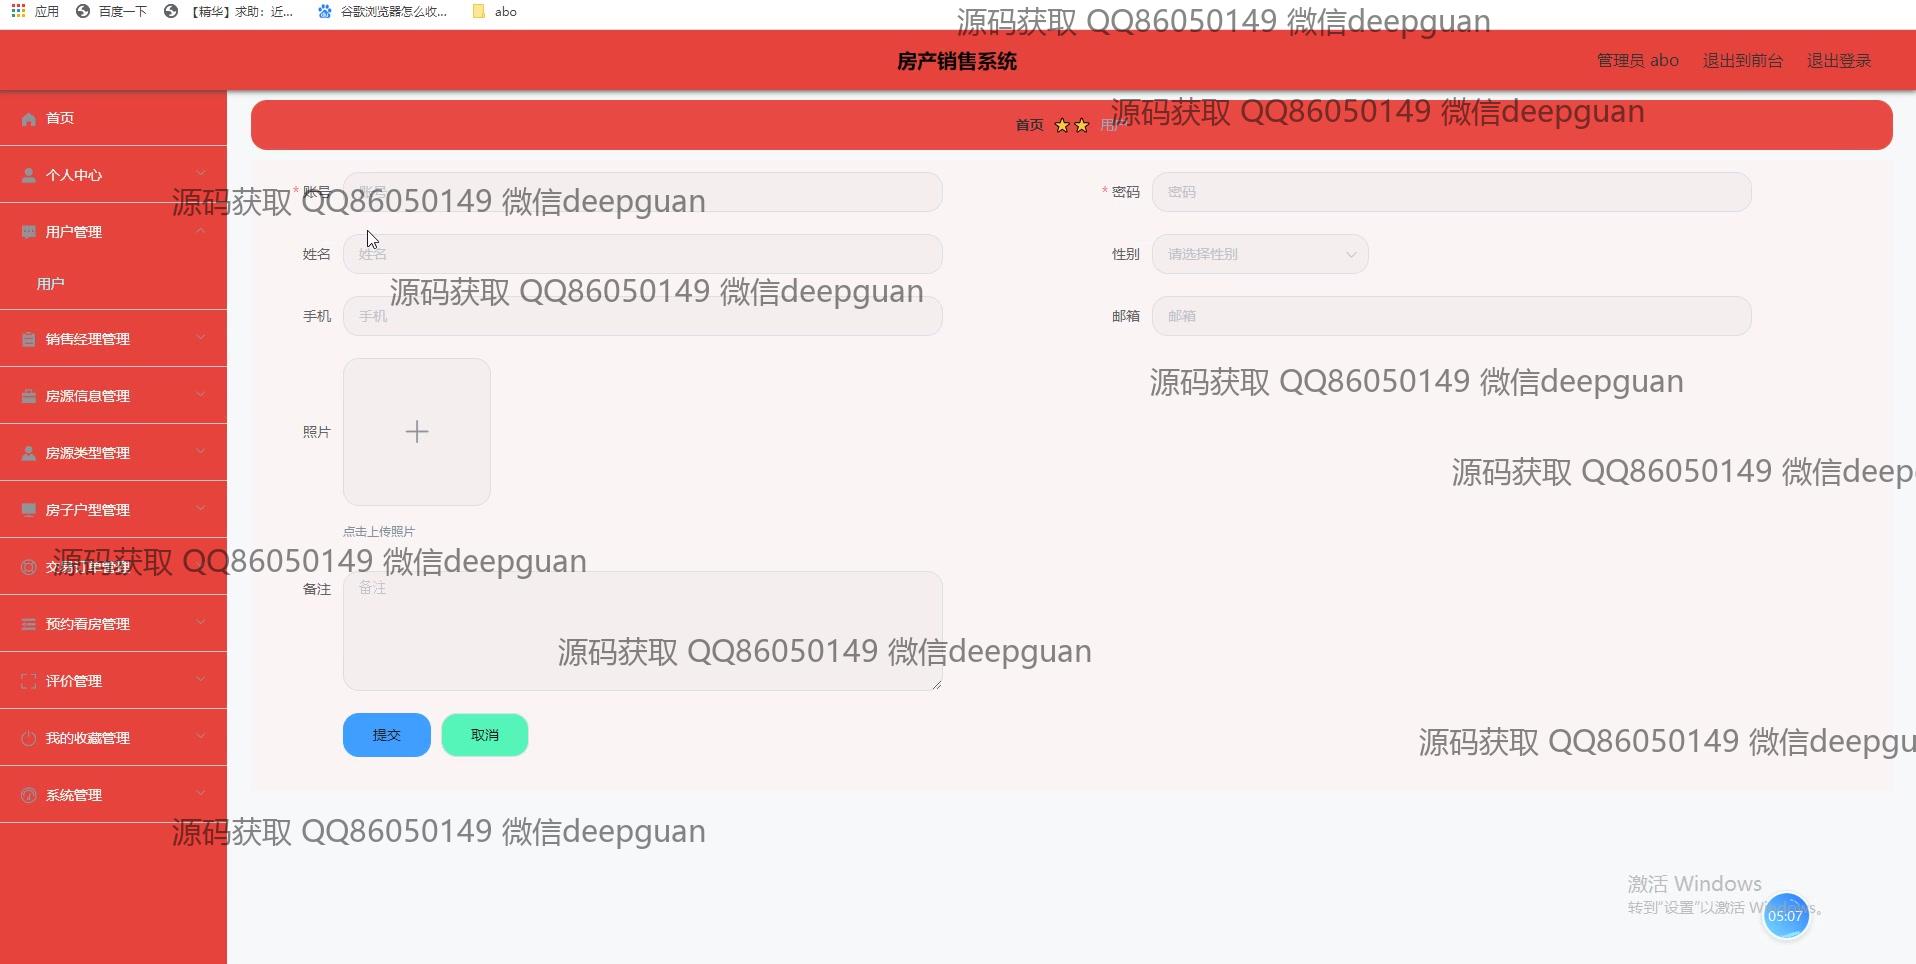 应用 百度一下 【精华】求助：近... 谷歌浏览器怎么收... abo
源码获取 QQ86050149 微信deepguan
房产销售系统
管理员 abo 退出到前台 退出登录
首页
首页 用户
源码获取 QQ86050149 微信deepguan
个人中心
* 账号 账号
* 密码 密码
源码获取 QQ86050149 微信deepguan
用户管理
姓名 姓名
性别 请选择性别
用户
源码获取 QQ86050149 微信deepguan
手机 手机
邮箱 邮箱
销售经理管理
源码获取 QQ86050149 微信deepguan
房源信息管理
照片
房源类型管理
源码获取 QQ86050149 微信deep
房子户型管理
点击上传照片
源码获取 QQ86050149 微信deepguan
备注 备注
预约看房管理
源码获取 QQ86050149 微信deepguan
评价管理
提交 取消
我的收藏管理
源码获取 QQ86050149 微信deepgu
系统管理
源码获取 QQ86050149 微信deepguan
激活 Windows
转到"设置"以激活 Windows。
05:07